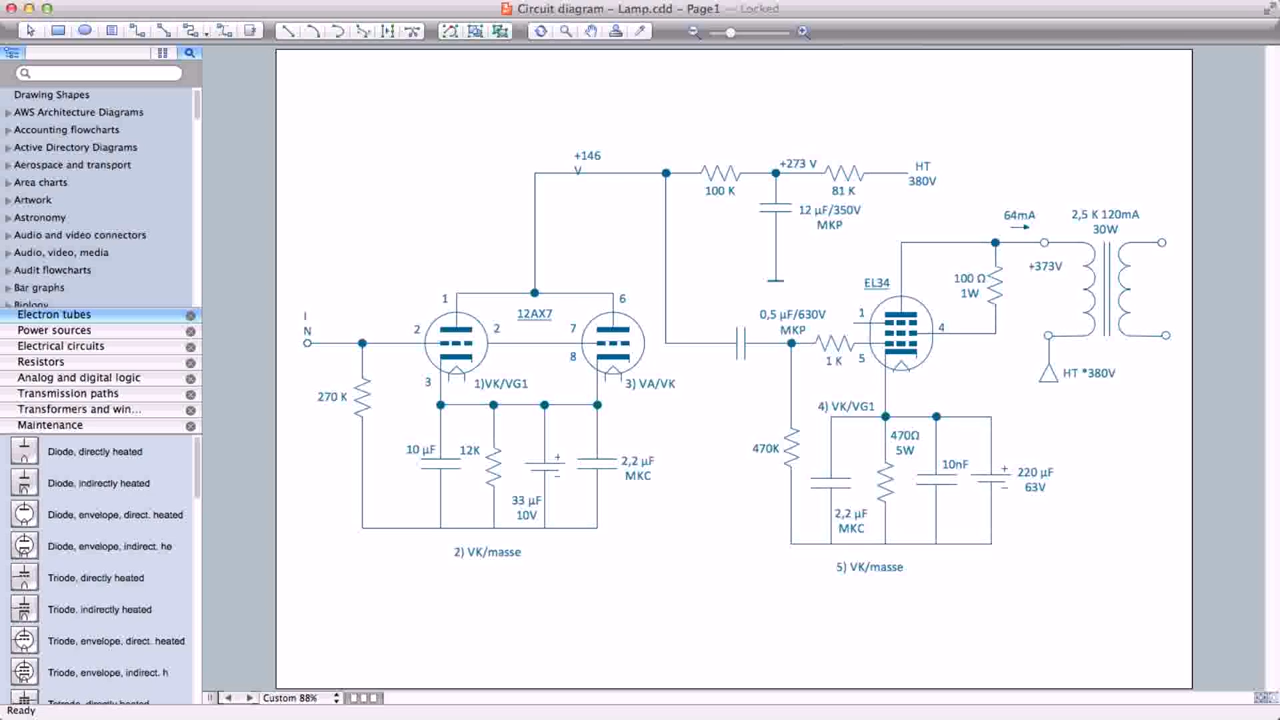 Circuit diagram – Lamp.cdd – Page1 — Locked
Drawing Shapes
AWS Architecture Diagrams
Accounting flowcharts
Active Directory Diagrams
Aerospace and transport
Area charts
Artwork
Astronomy
Audio and video connectors
Audio, video, media
Audit flowcharts
Bar graphs
Biology
Electron tubes
Power sources
Electrical circuits
Resistors
Analog and digital logic
Transmission paths
Transformers and win...
Maintenance
Diode, directly heated
Diode, indirectly heated
Diode, envelope, direct. heated
Diode, envelope, indirect. he
Triode, directly heated
Triode, indirectly heated
Triode, envelope, direct. heated
Triode, envelope, indirect. h
Tetrode, directly heated
Ready
Custom 88%
+146
V
100 K
+273 V
81 K
HT
380V
12 µF/350V
MKP
64mA
2,5 K 120mA
30W
+373V
100 Ω
1W
EL34
1
4
5
HT *380V
1
6
12AX7
I
N
2
2
7
8
3
1)VK/VG1
3) VA/VK
0,5 µF/630V
MKP
1 K
270 K
10 µF
12K
33 µF
10V
+
–
2,2 µF
MKC
2) VK/masse
4) VK/VG1
470K
470Ω
5W
10nF
+
–
220 µF
63V
2,2 µF
MKC
5) VK/masse